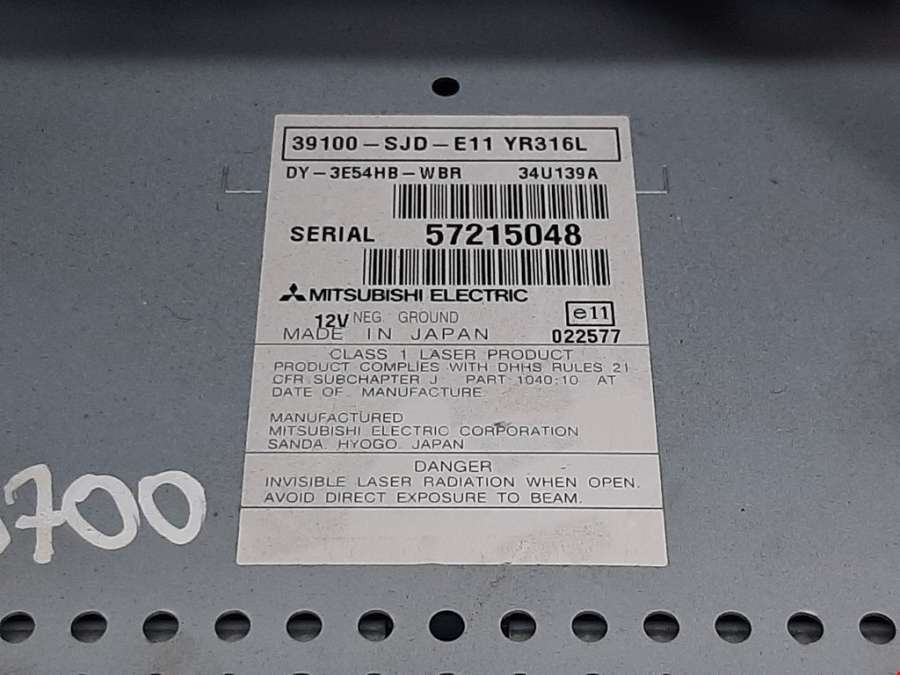 39100-SJD-E11 YR316L
DY-3E54HB-WBR 34U139A
SERIAL 57215048
MITSUBISHI ELECTRIC
12V NEG. GROUND e11
MADE IN JAPAN 022577
CLASS 1 LASER PRODUCT
PRODUCT COMPLIES WITH DHHS RULES 21
CFR SUBCHAPTER J PART 1040:10 AT
DATE OF MANUFACTURE
MANUFACTURED
MITSUBISHI ELECTRIC CORPORATION
SANDA. HYOGO. JAPAN
DANGER
INVISIBLE LASER RADIATION WHEN OPEN.
AVOID DIRECT EXPOSURE TO BEAM.
700